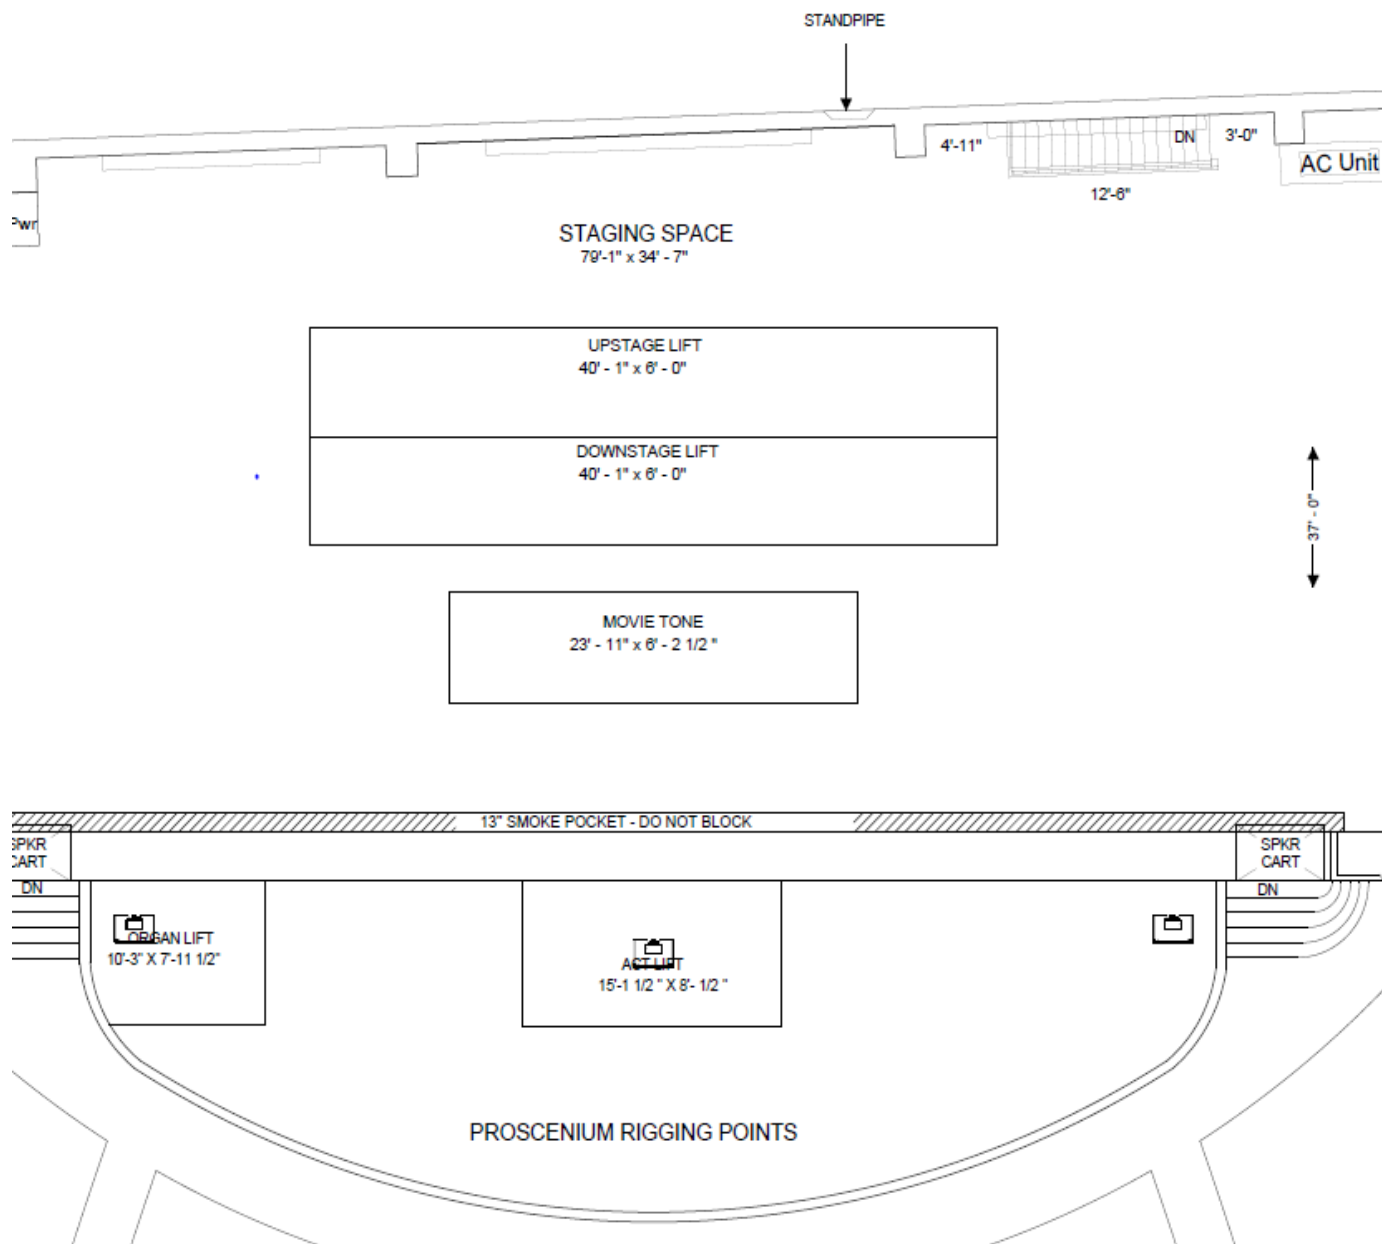 STANDPIPE
4'-11"
DN
3'-0"
AC Unit
12'-6"
Pwr
STAGING SPACE
79'-1" x 34' - 7"
UPSTAGE LIFT
40' - 1" x 6' - 0"
DOWNSTAGE LIFT
40' - 1" x 6' - 0"
37' - 0"
MOVIE TONE
23' - 11" x 6' - 2 1/2 "
13" SMOKE POCKET - DO NOT BLOCK
SPKR
CART
SPKR
CART
DN
DN
ORGAN LIFT
10'-3" X 7'-11 1/2"
ACT LIFT
15'-1 1/2 " X 8'- 1/2 "
PROSCENIUM RIGGING POINTS